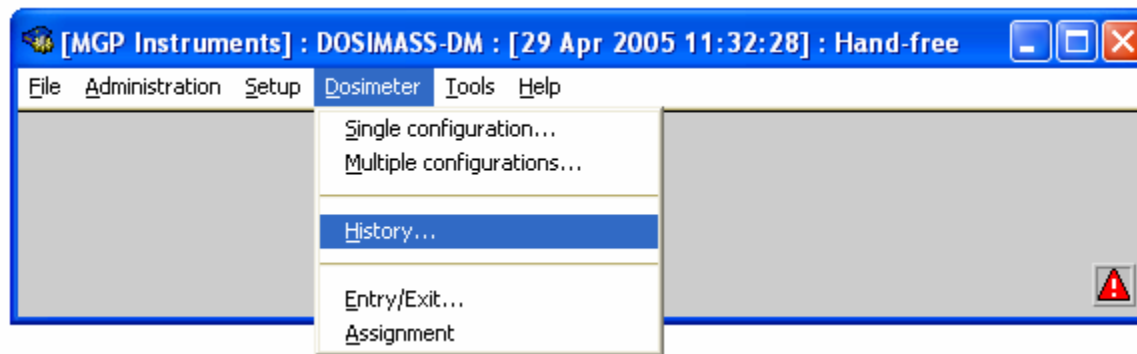 [MGP Instruments] : DOSIMASS-DM : [29 Apr 2005 11:32:28] : Hand-free
File Administration Setup Dosimeter Tools Help
Single configuration...
Multiple configurations...
History...
Entry/Exit...
Assignment